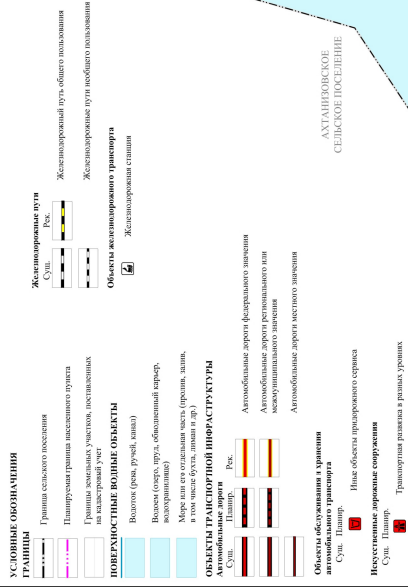 УСЛОВНЫЕ ОБОЗНАЧЕНИЯ
ГРАНИЦЫ
Граница сельского поселения
Планируемая граница населенного пункта
Границы земельных участков, поставленных
на кадастровый учет
ПОВЕРХНОСТНЫЕ ВОДНЫЕ ОБЪЕКТЫ
Водоток (река, ручей, канал)
Водоем (озеро, пруд, обводненный карьер,
водохранилище)
Море или его отдельная часть (пролив, залив,
в том числе бухта, лиман и др.)
ОБЪЕКТЫ ТРАНСПОРТНОЙ ИНФРАСТРУКТУРЫ
Автомобильные дороги
Сущ. Планир. Рек.
Автомобильные дороги федерального значения
Автомобильные дороги регионального или
межмуниципального значения
Автомобильные дороги местного значения
Объекты обслуживания и хранения
автомобильного транспорта
Сущ. Планир.
Иные объекты придорожного сервиса
Искусственные дорожные сооружения
Сущ. Планир.
Транспортная развязка в разных уровнях
Железнодорожные пути
Сущ. Рек.
Железнодорожный путь общего пользования
Железнодорожные пути необщего пользования
Объекты железнодорожного транспорта
Железнодорожная станция
АХТАНИЗОВСКОЕ
СЕЛЬСКОЕ ПОСЕЛЕНИЕ